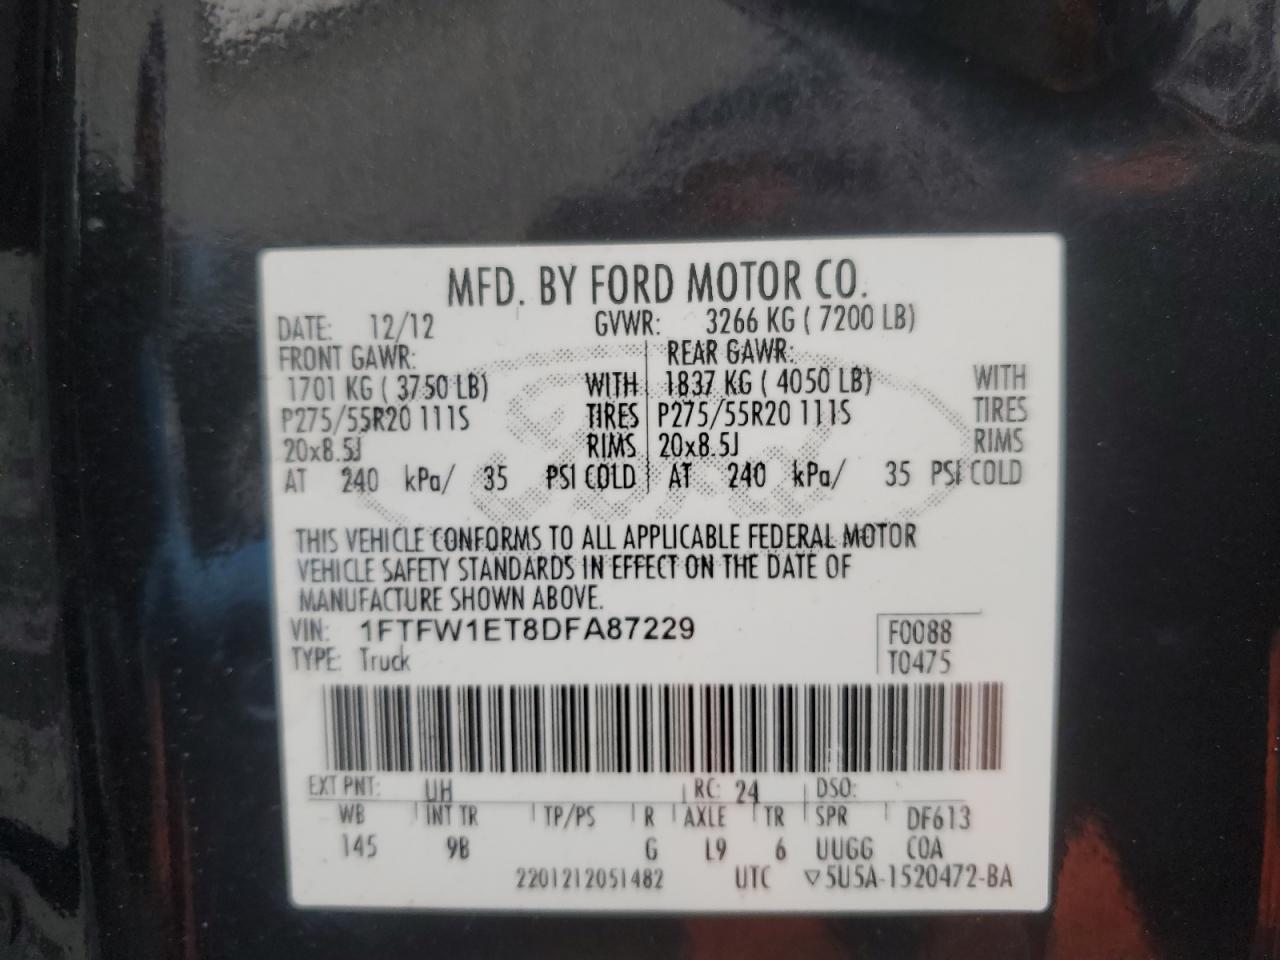 MFD. BY FORD MOTOR CO.
DATE: 12/12 GVWR: 3266 KG ( 7200 LB)
FRONT GAWR: REAR GAWR:
1701 KG ( 3750 LB) WITH 1837 KG ( 4050 LB) WITH
P275/55R20 111S TIRES P275/55R20 111S TIRES
20x8.5J RIMS 20x8.5J RIMS
AT 240 kPa/ 35 PSI COLD AT 240 kPa/ 35 PSI COLD
Ford
THIS VEHICLE CONFORMS TO ALL APPLICABLE FEDERAL MOTOR
VEHICLE SAFETY STANDARDS IN EFFECT ON THE DATE OF
MANUFACTURE SHOWN ABOVE.
VIN: 1FTFW1ET8DFA87229 F0088
TYPE: Truck T0475
EXT PNT: UH RC: 24 DSO:
WB INT TR TP/PS R AXLE TR SPR DF613
145 9B G L9 6 UUGG COA
2201212051482 UTC ▽5U5A-1520472-BA